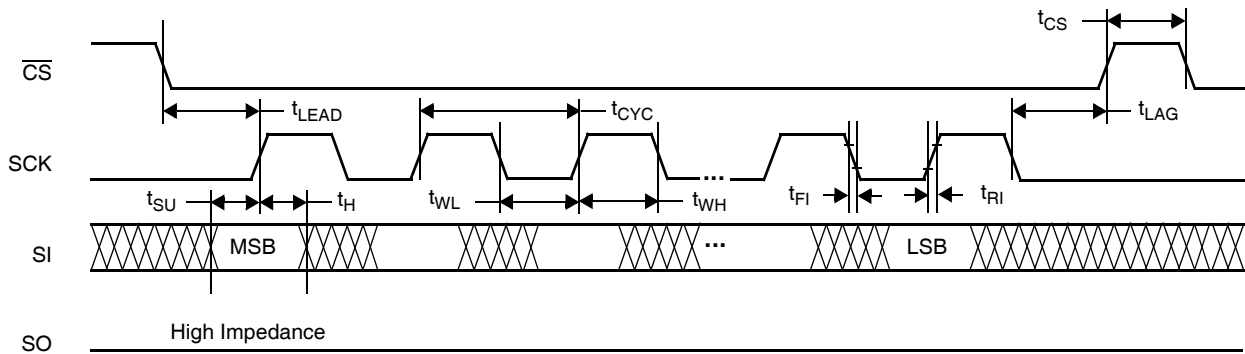 tCS
CS
tLEAD
tCYC
tLAG
SCK
...
tSU
tH
tWL
tWH
tFI
tRI
SI
MSB
...
LSB
High Impedance
SO